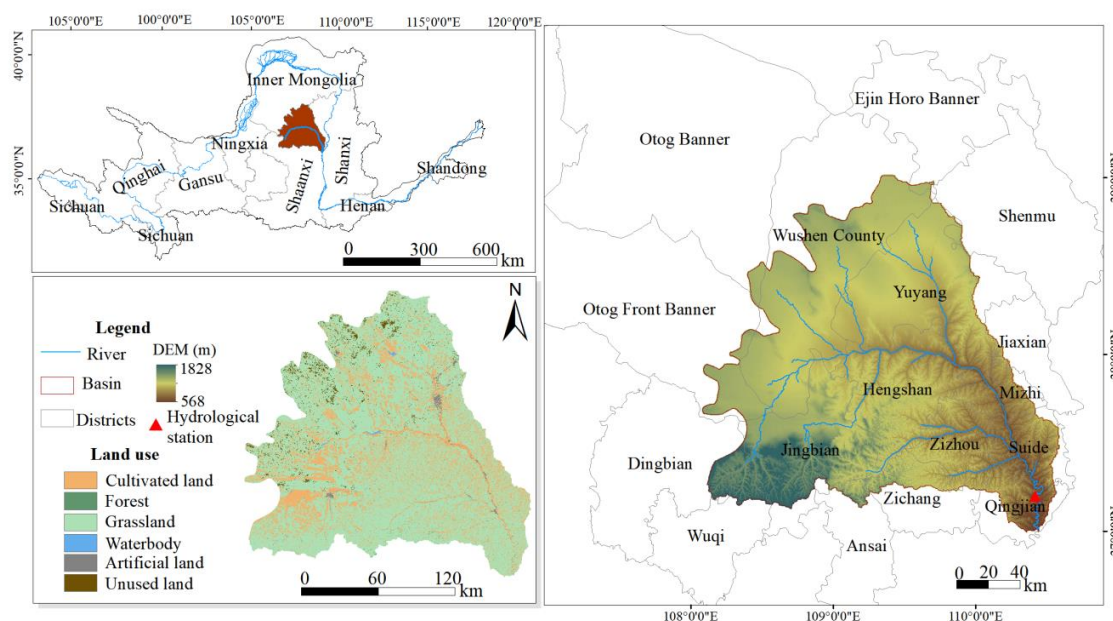 105°0'0"E 100°0'0"E 110°0'0"E 115°0'0"E 120°0'0"E
40°0'0"N
35°0'0"N
Inner Mongolia
Ningxia
Qinghai
Gansu
Shaanxi
Shanxi
Shandong
Henan
Sichuan
Sichuan
0 300 600
km
N
Legend
River
Basin
Districts
DEM (m)
1828
568
Hydrological
station
Land use
Cultivated land
Forest
Grassland
Waterbody
Artificial land
Unused land
0 60 120
km
Ejin Horo Banner
Otog Banner
Shenmu
Wushen County
Yuyang
Otog Front Banner
Jiaxian
Hengshan
Mizhi
Jingbian
Zizhou
Suide
Dingbian
Zichang
Qingjian
Wuqi
Ansai
0 20 40
km
108°0'0"E 109°0'0"E 110°0'0"E